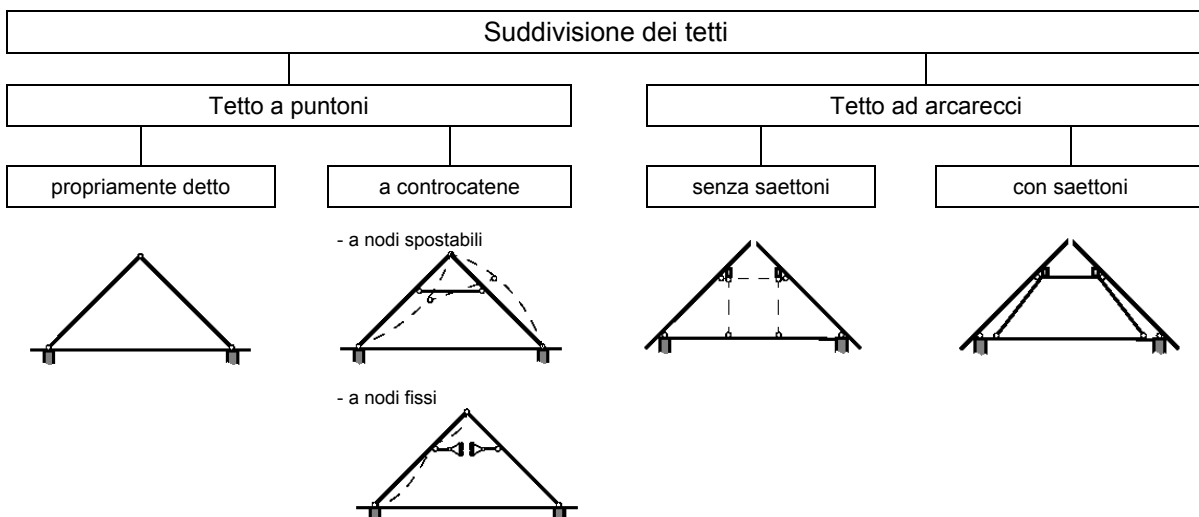 Suddivisione dei tetti
Tetto a puntoni
Tetto ad arcarecci
propriamente detto
a controcatene
senza saettoni
con saettoni
- a nodi spostabili
- a nodi fissi